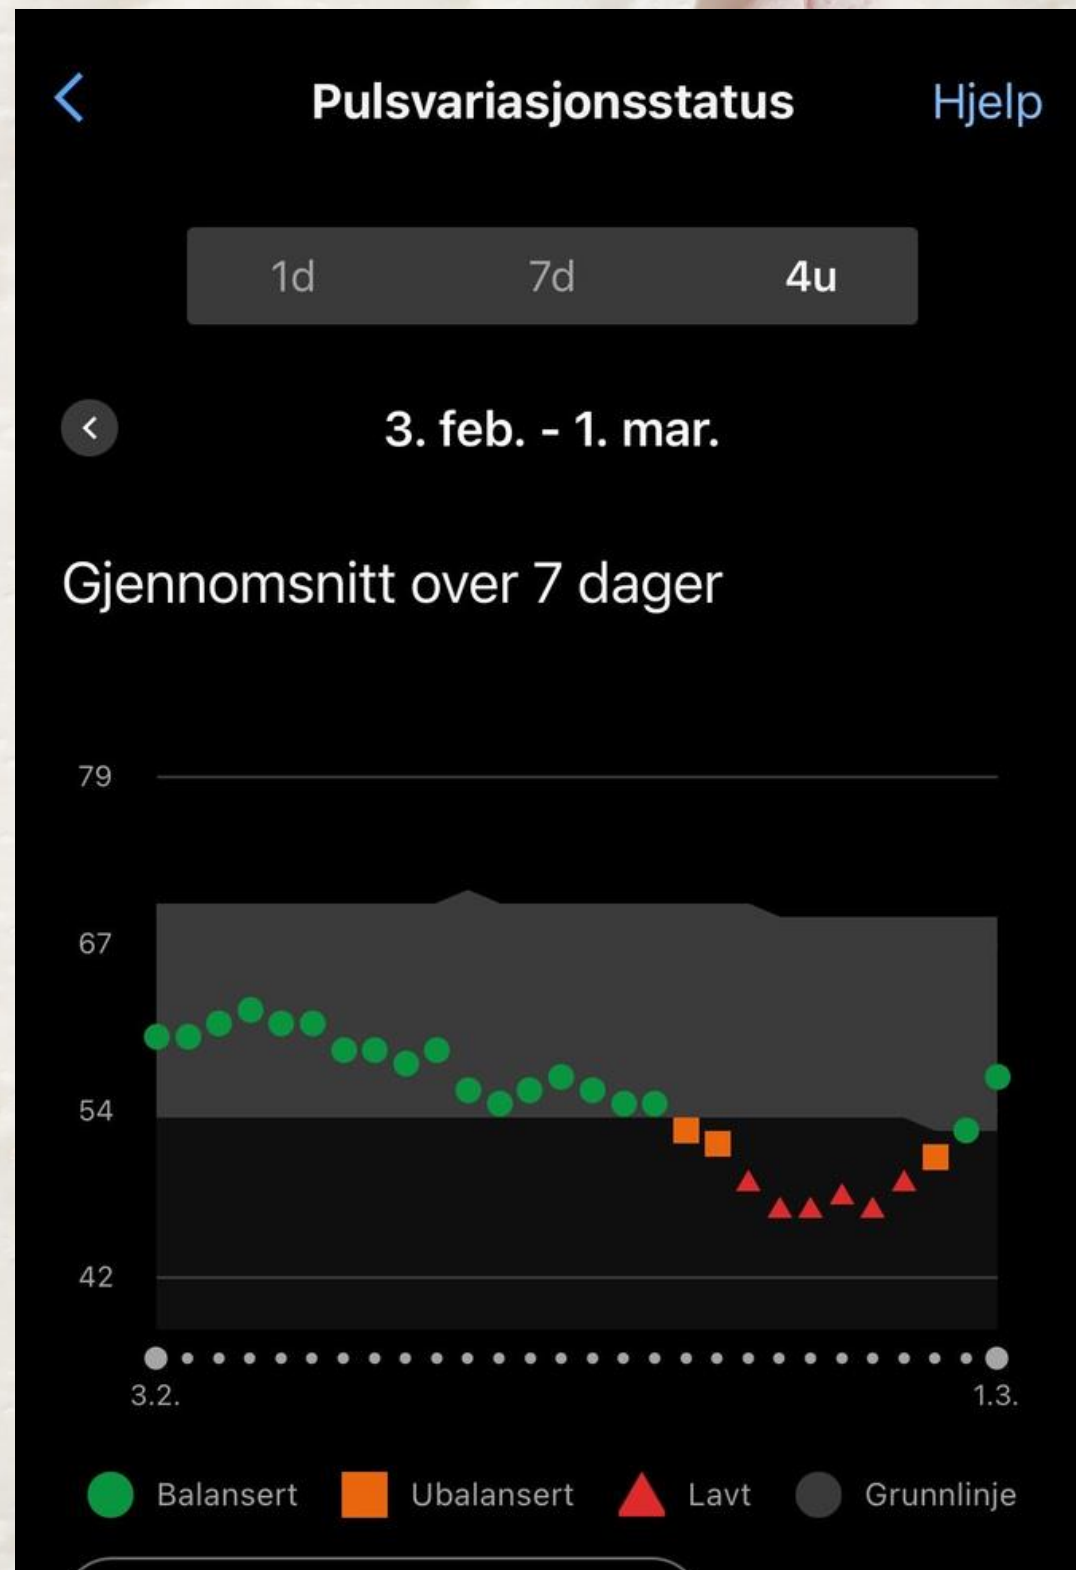 Pulsvariasjonsstatus Hjelp
1d 7d 4u
3. feb. - 1. mar.
Gjennomsnitt over 7 dager
79
67
54
42
3.2. 1.3.
Balansert Ubalansert Lavt Grunnlinje